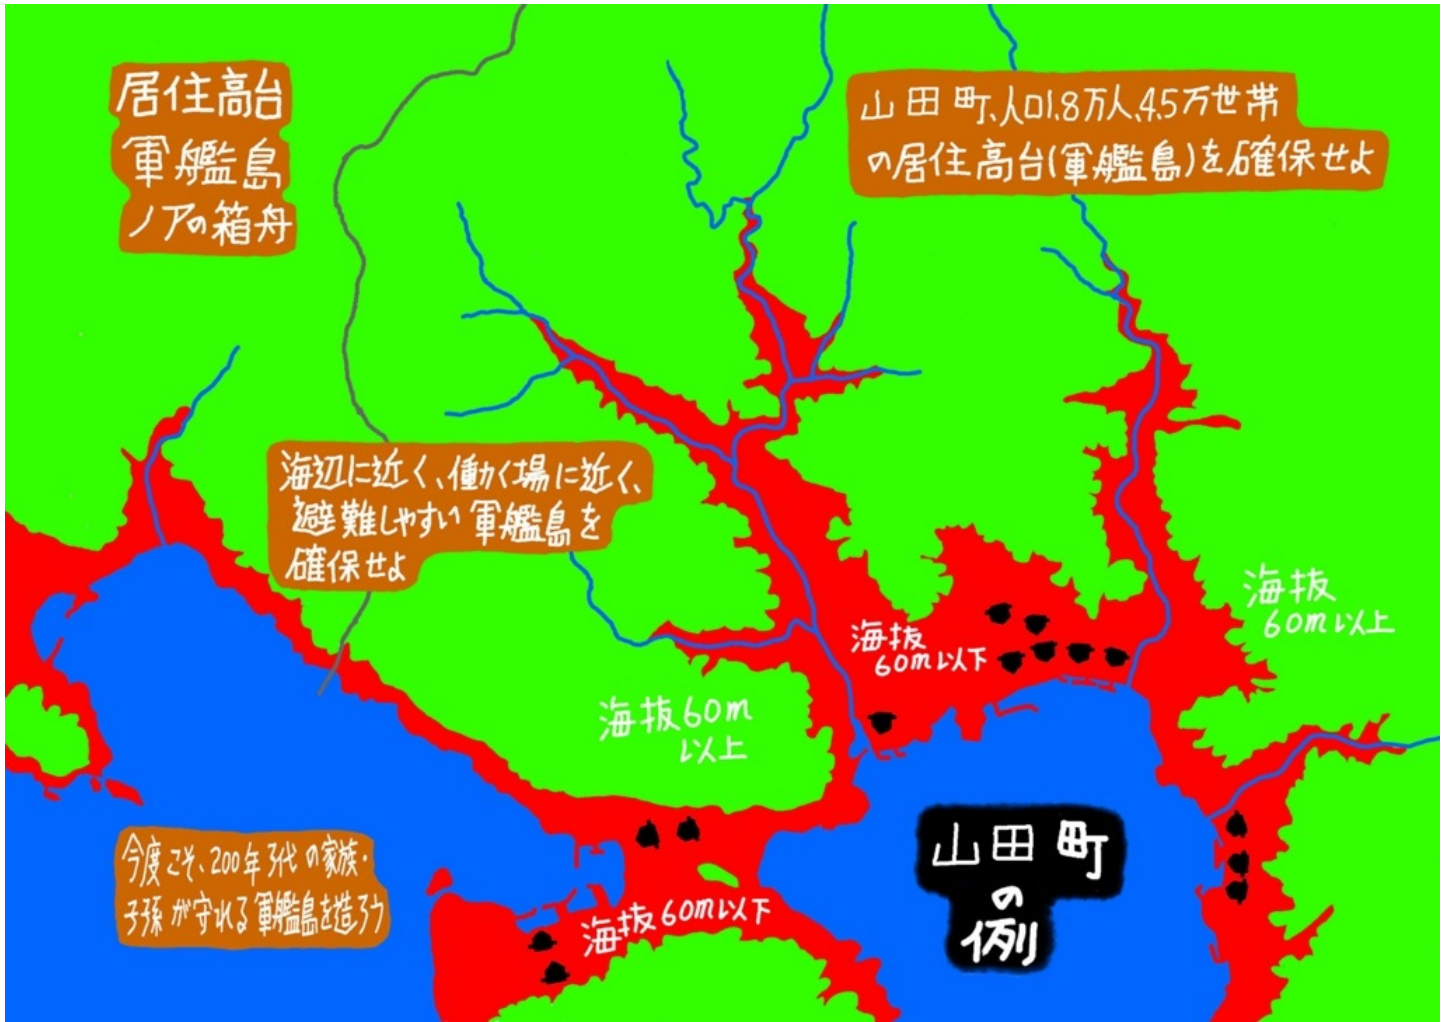 居住高台
軍艦島
ノアの箱舟
山田町、人口1.8万人、4.5万世帯
の居住高台(軍艦島)を確保せよ
海辺に近く、働く場に近く、
避難しやすい軍艦島を
確保せよ
海抜
60m以上
海抜
60m以下
海抜60m
以上
今度こそ、200年3代の家族・
子孫が守れる軍艦島を造ろう
海抜60m以下
山田町
の
例